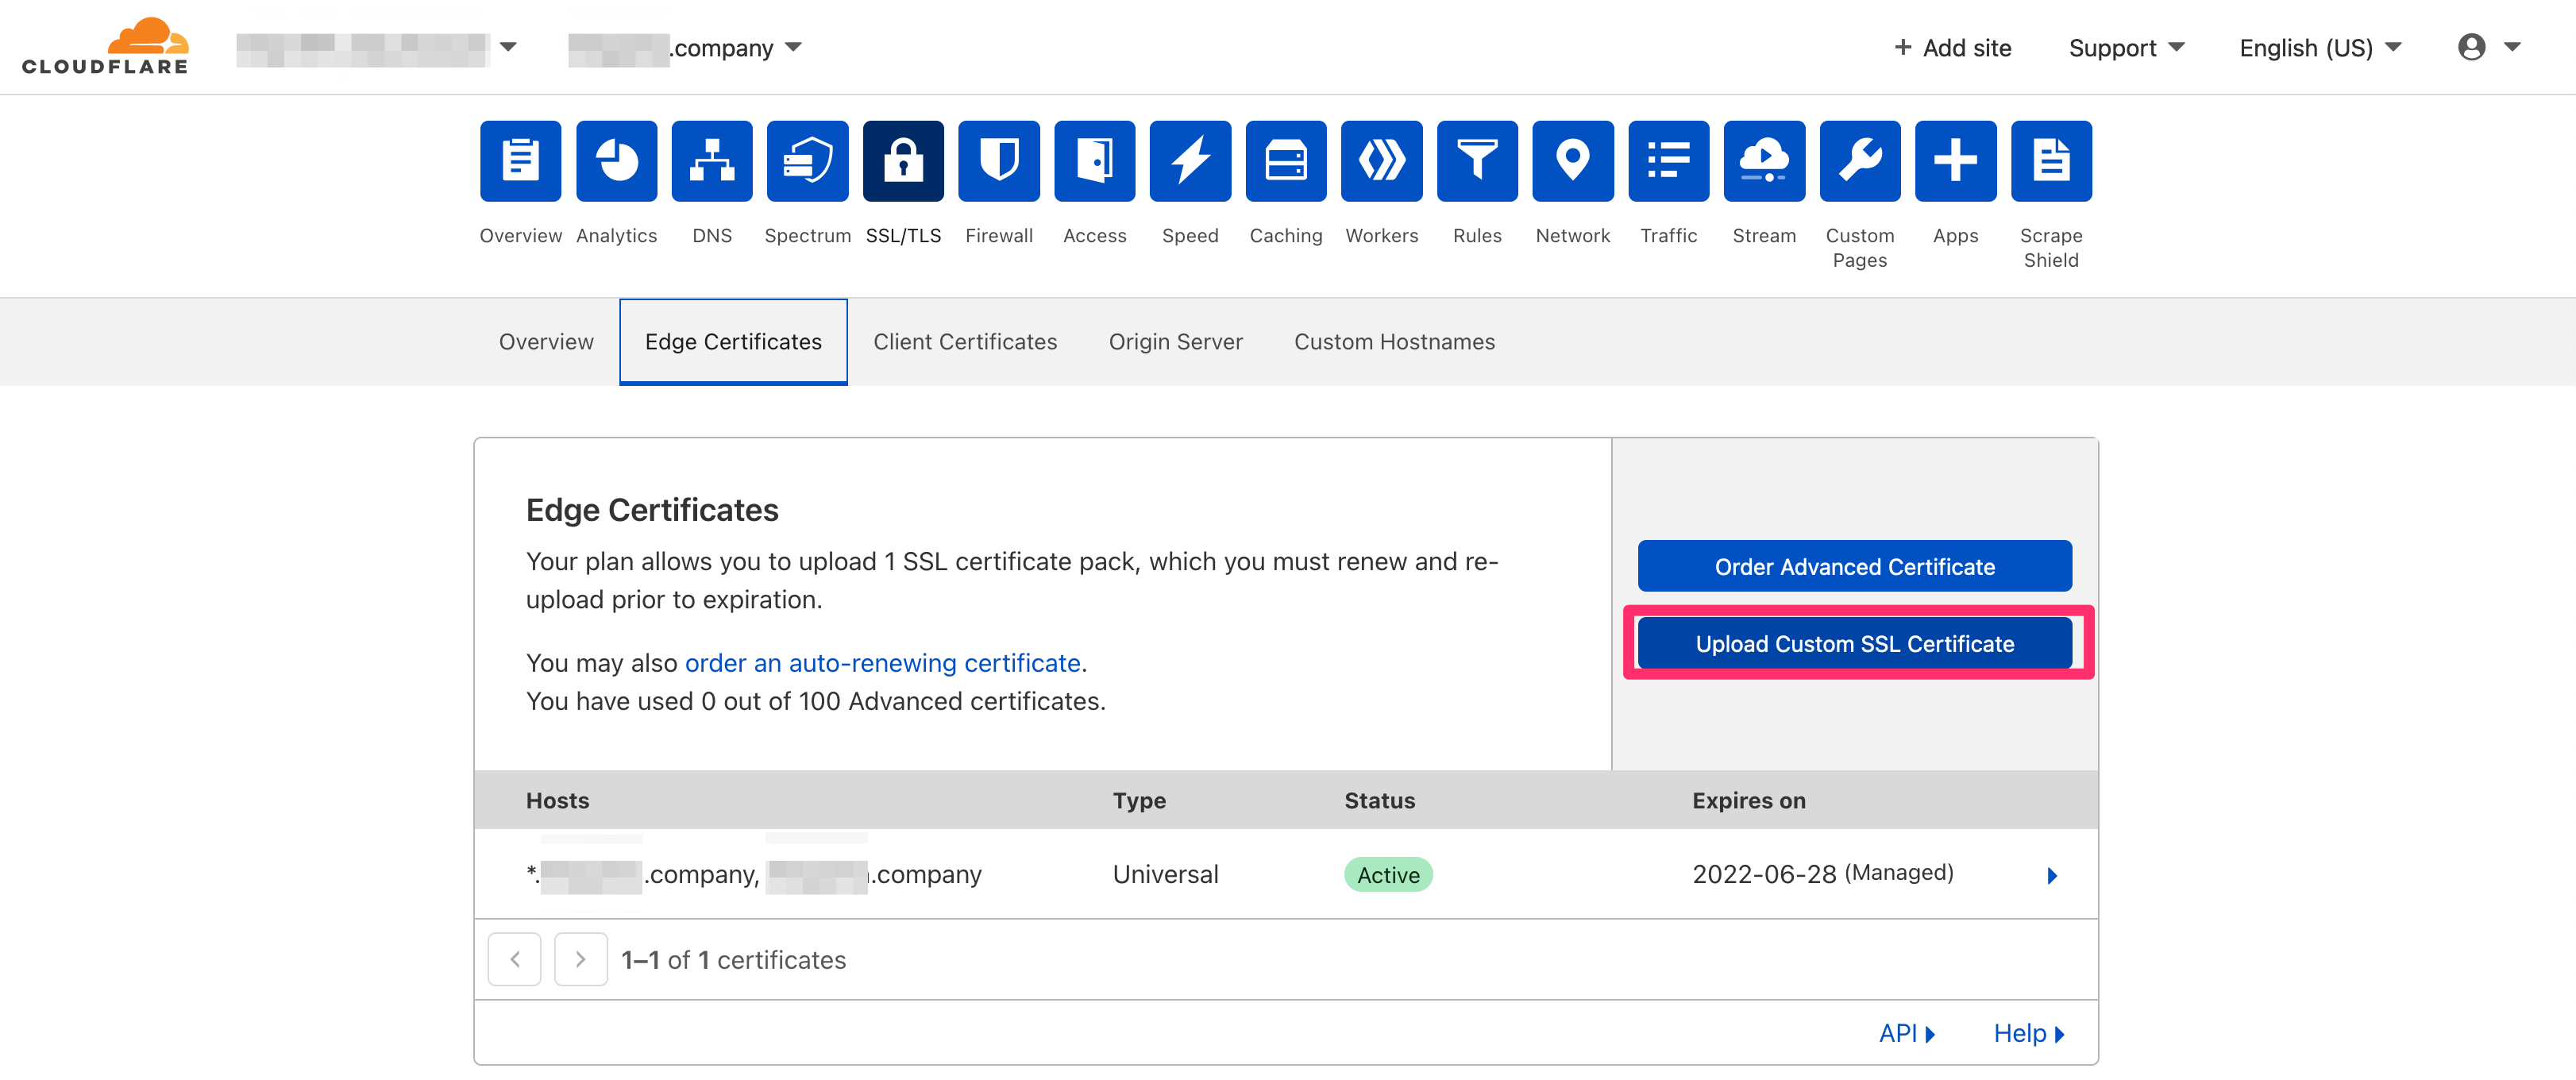 CLOUDFLARE
.company
+ Add site
Support
English (US)
Overview
Analytics
DNS
Spectrum
SSL/TLS
Firewall
Access
Speed
Caching
Workers
Rules
Network
Traffic
Stream
Custom
Pages
Apps
Scrape
Shield
Overview
Edge Certificates
Client Certificates
Origin Server
Custom Hostnames
Edge Certificates
Your plan allows you to upload 1 SSL certificate pack, which you must renew and re-
upload prior to expiration.
You may also order an auto-renewing certificate.
You have used 0 out of 100 Advanced certificates.
Order Advanced Certificate
Upload Custom SSL Certificate
Hosts Type Status Expires on
*. .company, .company Universal Active 2022-06-28 (Managed)
1–1 of 1 certificates
API
Help